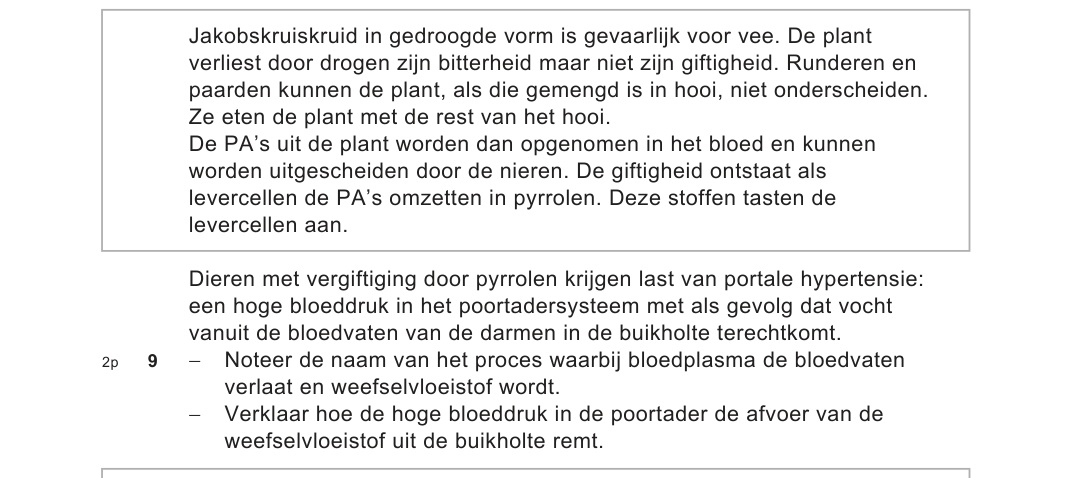 Jakobskruiskruid in gedroogde vorm is gevaarlijk voor vee. De plant
verliest door drogen zijn bitterheid maar niet zijn giftigheid. Runderen en
paarden kunnen de plant, als die gemengd is in hooi, niet onderscheiden.
Ze eten de plant met de rest van het hooi.
De PA's uit de plant worden dan opgenomen in het bloed en kunnen
worden uitgescheiden door de nieren. De giftigheid ontstaat als
levercellen de PA's omzetten in pyrrolen. Deze stoffen tasten de
levercellen aan.
Dieren met vergiftiging door pyrrolen krijgen last van portale hypertensie:
een hoge bloeddruk in het poortadersysteem met als gevolg dat vocht
vanuit de bloedvaten van de darmen in de buikholte terechtkomt.
2p 9 – Noteer de naam van het proces waarbij bloedplasma de bloedvaten
verlaat en weefselvloeistof wordt.
– Verklaar hoe de hoge bloeddruk in de poortader de afvoer van de
weefselvloeistof uit de buikholte remt.